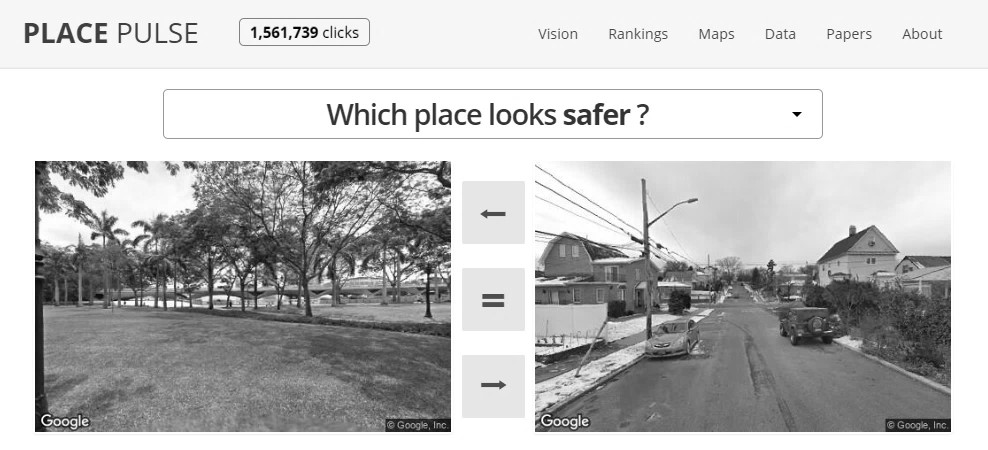 PLACE PULSE
1,561,739 clicks
Vision Rankings Maps Data Papers About
Which place looks safer ?
Google
© Google, Inc.
Google
© Google, Inc.